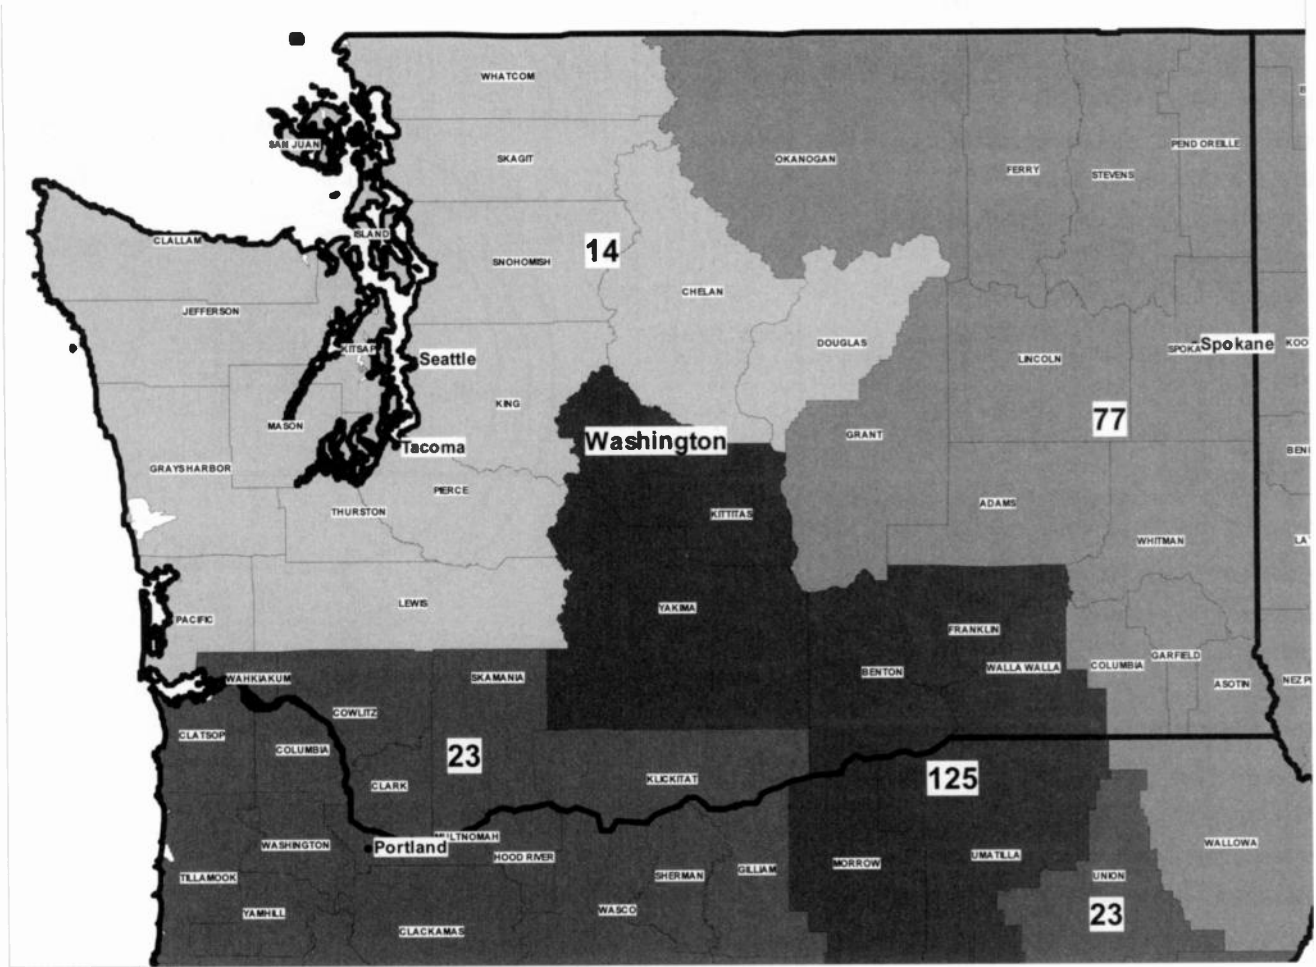 WHATCOM
SAN JUAN
SKAGIT
OKANOGAN
FERRY
STEVENS
PEND OREILLE
B
CLALLAM
ISLAND
SNOHOMISH
14
CHELAN
JEFFERSON
KITSAP
Seattle
DOUGLAS
LINCOLN
SPOKA
Spokane
KOO
KING
MASON
Tacoma
Washington
GRANT
77
BEN
GRAYS HARBOR
PIERCE
THURSTON
KITTITAS
ADAMS
WHITMAN
LA
LEWIS
YAKIMA
PACIFIC
FRANKLIN
WAHKIAKUM
SKAMANIA
BENTON
WALLA WALLA
COLUMBIA
GARFIELD
ASOTIN
NEZ P
COWLITZ
CLATSOP
COLUMBIA
23
CLARK
KLICKITAT
125
WASHINGTON
Portland
MULTNOMAH
HOOD RIVER
TILLAMOOK
SHERMAN
GILLIAM
MORROW
UMATILLA
WALLOWA
UNION
YAMHILL
WASCO
23
CLACKAMAS